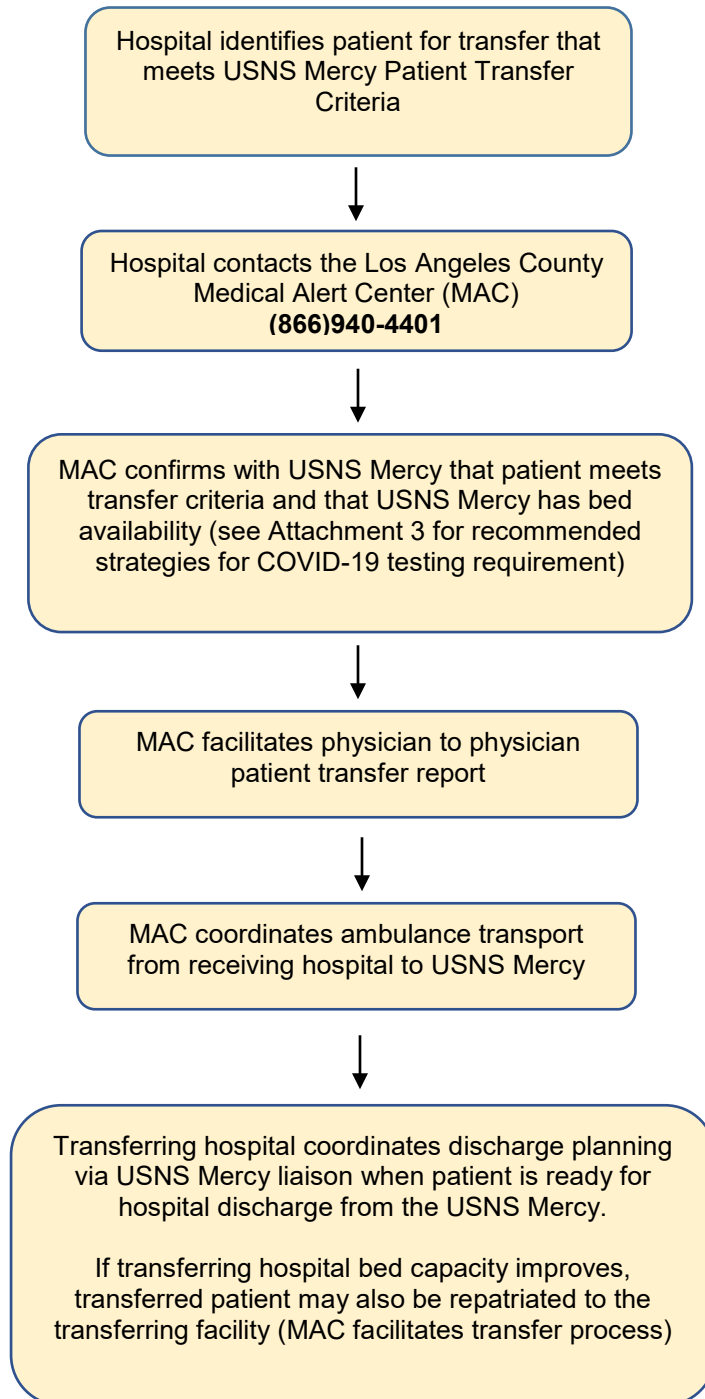 Hospital identifies patient for transfer that
meets USNS Mercy Patient Transfer
Criteria
Hospital contacts the Los Angeles County
Medical Alert Center (MAC)
(866)940-4401
MAC confirms with USNS Mercy that patient meets
transfer criteria and that USNS Mercy has bed
availability (see Attachment 3 for recommended
strategies for COVID-19 testing requirement)
MAC facilitates physician to physician
patient transfer report
MAC coordinates ambulance transport
from receiving hospital to USNS Mercy
Transferring hospital coordinates discharge planning
via USNS Mercy liaison when patient is ready for
hospital discharge from the USNS Mercy.
If transferring hospital bed capacity improves,
transferred patient may also be repatriated to the
transferring facility (MAC facilitates transfer process)